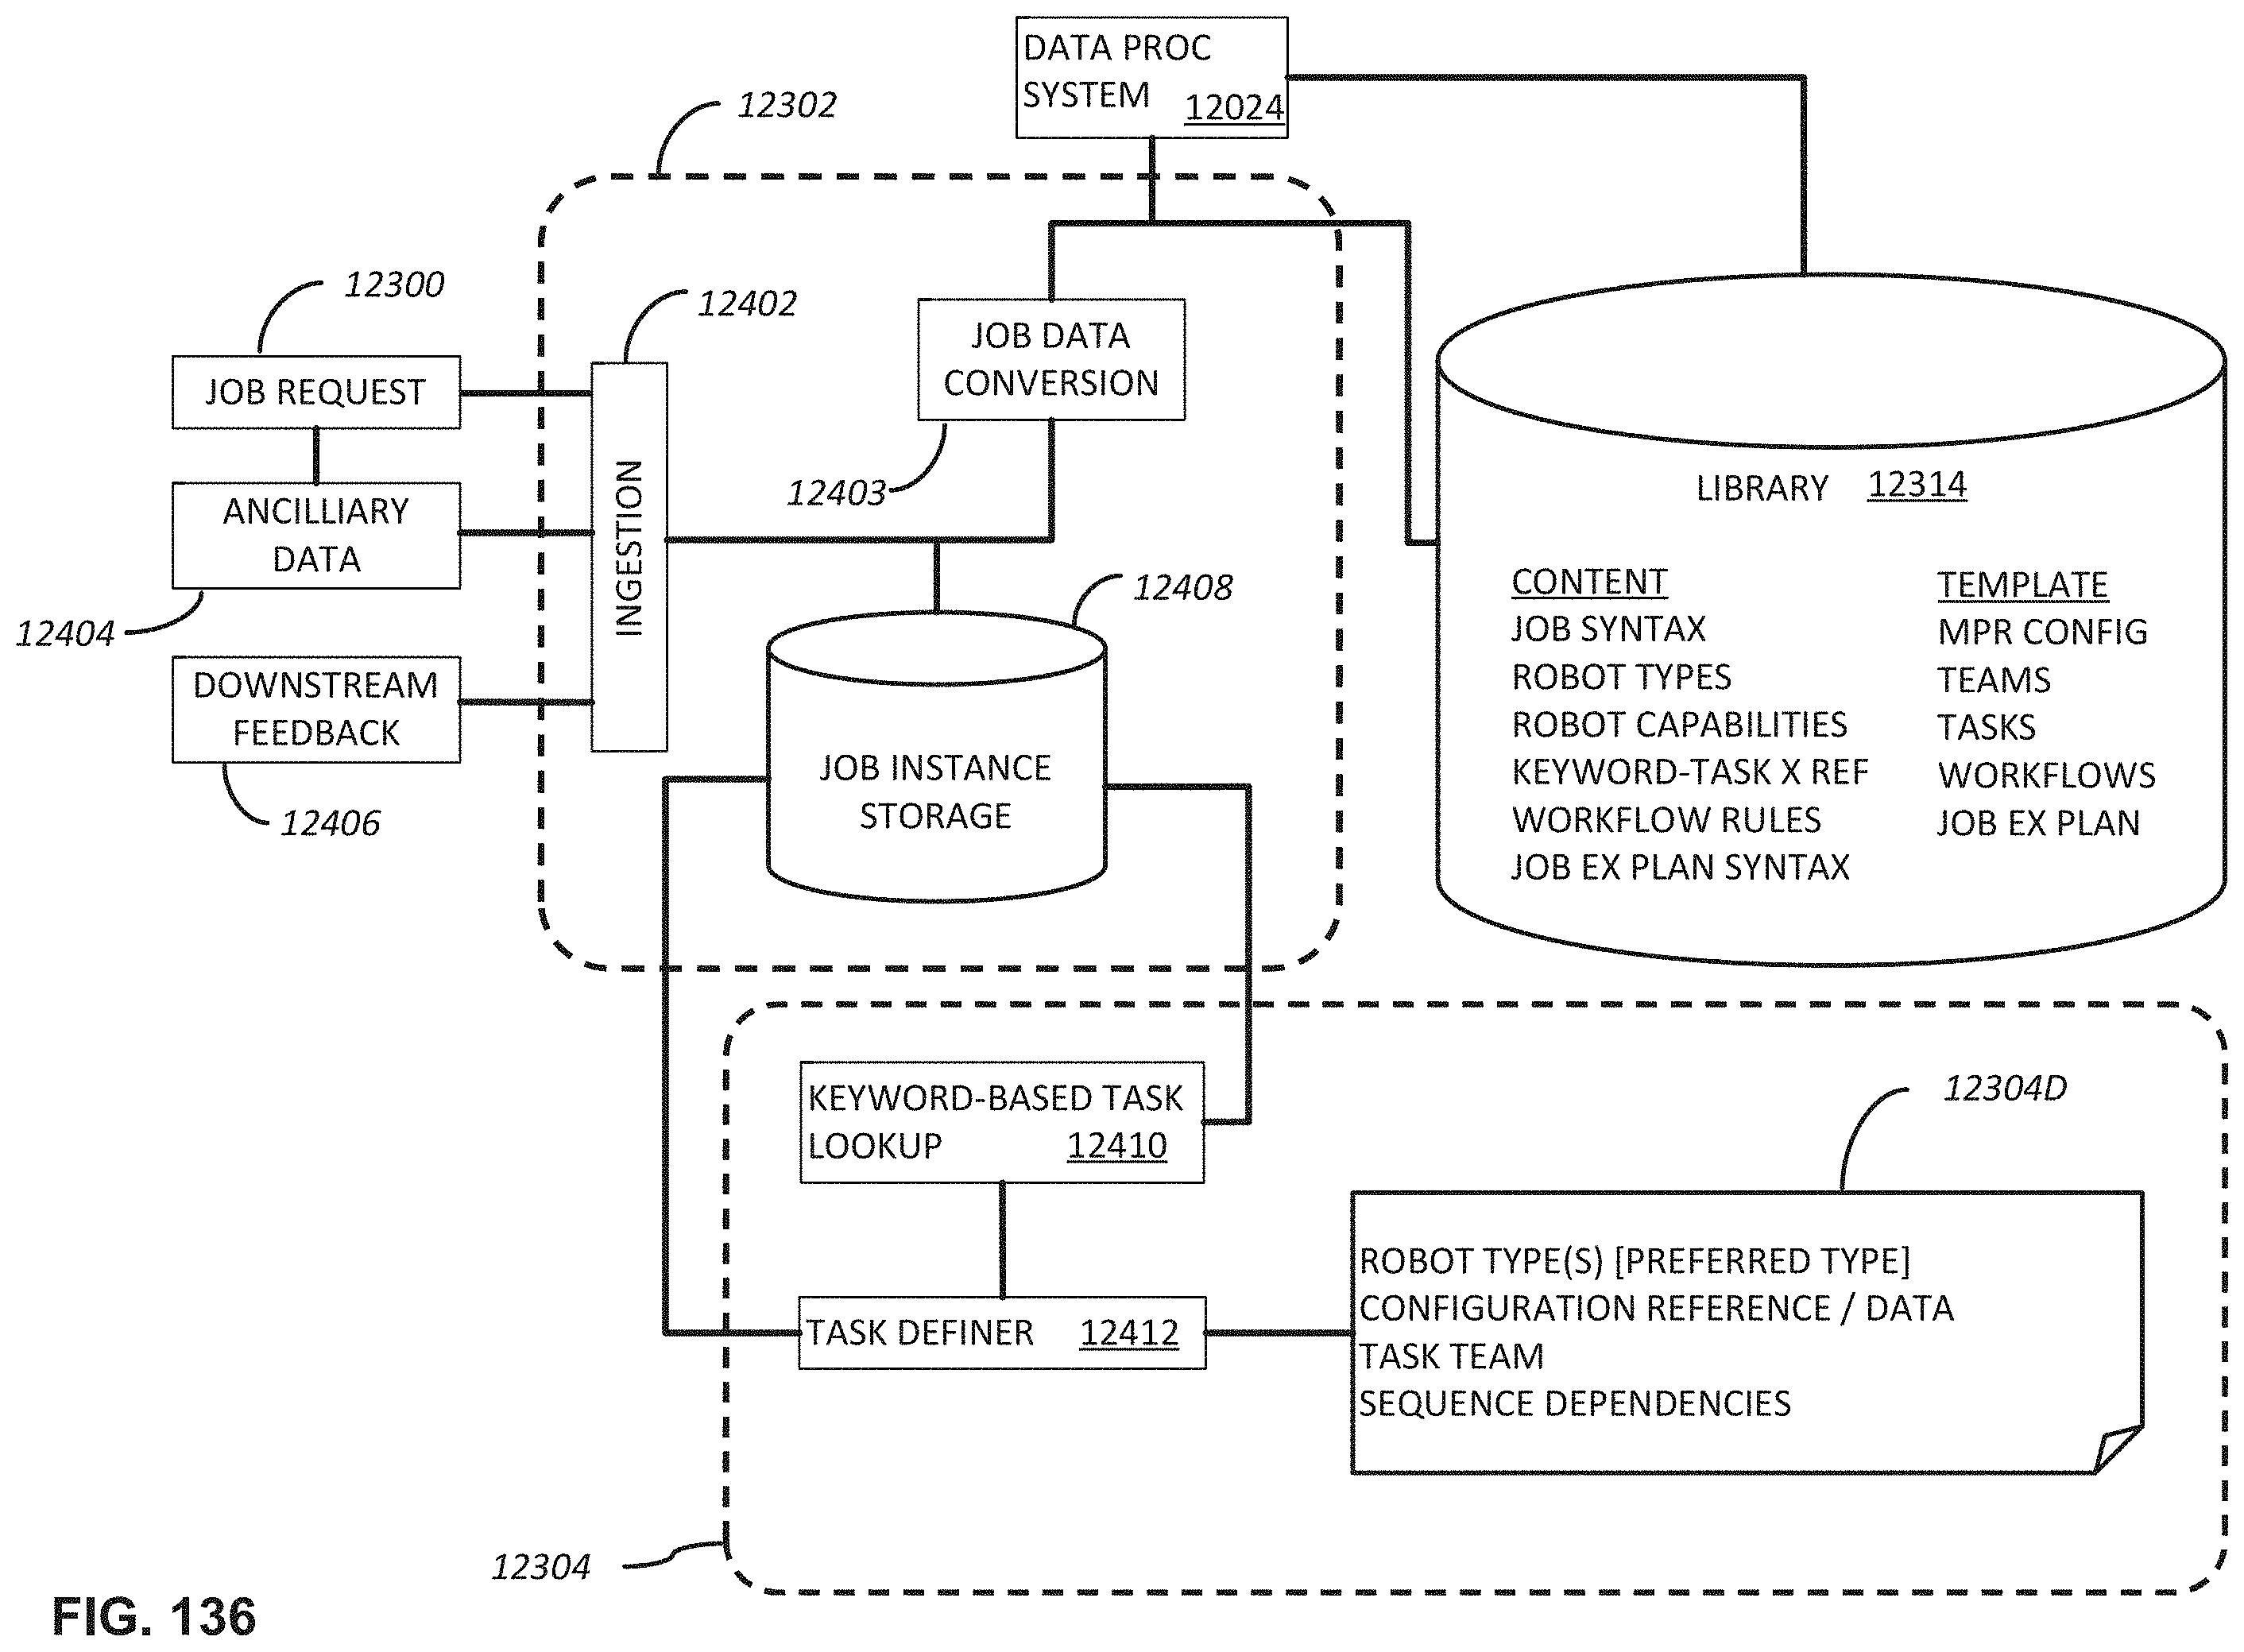 DATA PROC
SYSTEM 12024
12302
12300
12402
JOB REQUEST
JOB DATA
CONVERSION
12403
ANCILLIARY
DATA
12404
INGESTION
12408
DOWNSTREAM
FEEDBACK
12406
JOB INSTANCE
STORAGE
LIBRARY 12314
CONTENT
JOB SYNTAX
ROBOT TYPES
ROBOT CAPABILITIES
KEYWORD-TASK X REF
WORKFLOW RULES
JOB EX PLAN SYNTAX
TEMPLATE
MPR CONFIG
TEAMS
TASKS
WORKFLOWS
JOB EX PLAN
KEYWORD-BASED TASK
LOOKUP 12410
12304D
TASK DEFINER 12412
ROBOT TYPE(S) [PREFERRED TYPE]
CONFIGURATION REFERENCE / DATA
TASK TEAM
SEQUENCE DEPENDENCIES
12304
FIG. 136